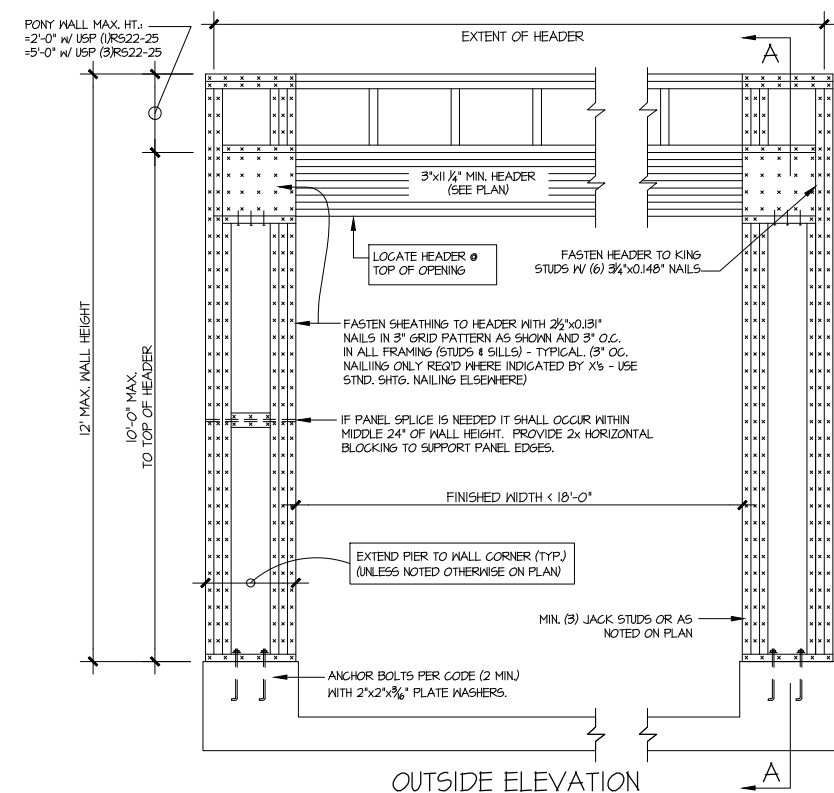 PONY WALL MAX. HT.:
=2'-0" W/ USP (1)RS22-25
=5'-0" W/ USP (3)RS22-25
EXTENT OF HEADER
A
3"x11 1/4" MIN. HEADER
(SEE PLAN)
LOCATE HEADER @
TOP OF OPENING
FASTEN HEADER TO KING
STUDS W/ (6) 3 1/4"x0.148" NAILS
12' MAX. WALL HEIGHT
10'-0" MAX.
TO TOP OF HEADER
FASTEN SHEATHING TO HEADER WITH 2 1/2"x0.131"
NAILS IN 3" GRID PATTERN AS SHOWN AND 3" O.C.
IN ALL FRAMING (STUDS & SILLS) - TYPICAL. (3" OC.
NAILIING ONLY REQ'D WHERE INDICATED BY X's - USE
STND. SHTG. NAILING ELSEWHERE)
IF PANEL SPLICE IS NEEDED IT SHALL OCCUR WITHIN
MIDDLE 24" OF WALL HEIGHT. PROVIDE 2x HORIZONTAL
BLOCKING TO SUPPORT PANEL EDGES.
FINISHED WIDTH < 18'-0"
EXTEND PIER TO WALL CORNER (TYP.)
(UNLESS NOTED OTHERWISE ON PLAN)
MIN. (3) JACK STUDS OR AS
NOTED ON PLAN
ANCHOR BOLTS PER CODE (2 MIN.)
WITH 2"x2"x3/16" PLATE WASHERS.
OUTSIDE ELEVATION
A